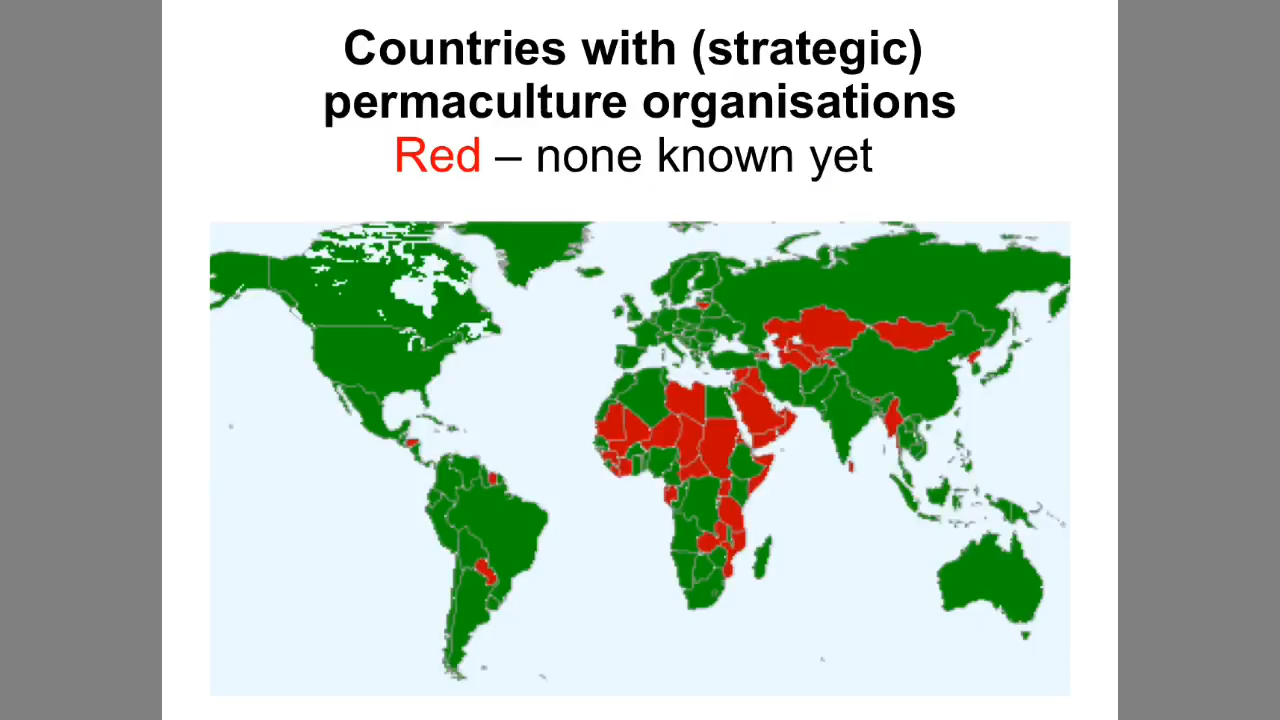 Countries with (strategic)
permaculture organisations
Red – none known yet